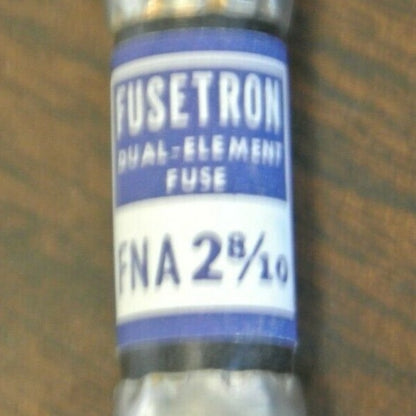 FUSETRON
DUAL-ELEMENT
FUSE
FNA 2 8/10